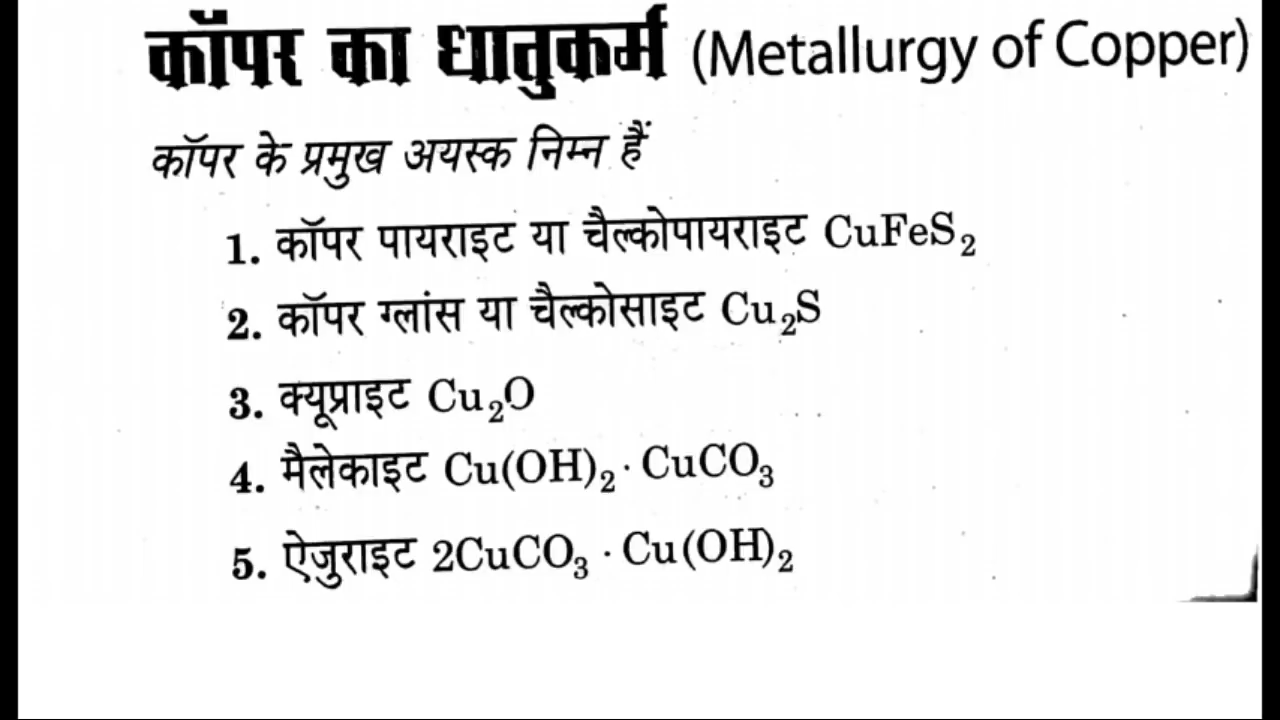 कॉपर का धातुकर्म (Metallurgy of Copper)
कॉपर के प्रमुख अयस्क निम्न हैं
1. कॉपर पायराइट या चैल्कोपायराइट CuFeS₂
2. कॉपर ग्लांस या चैल्कोसाइट Cu₂S
3. क्यूप्राइट Cu₂O
4. मैलेकाइट Cu(OH)₂ · CuCO₃
5. ऐजुराइट 2CuCO₃ · Cu(OH)₂